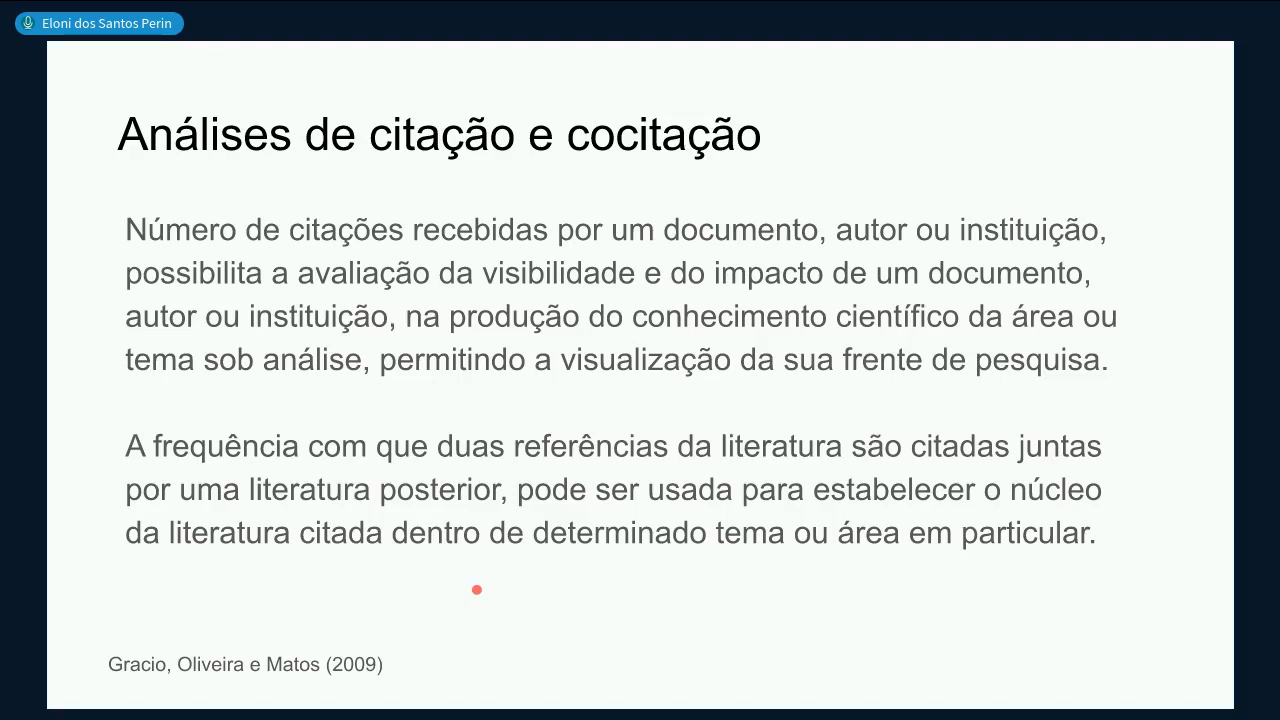 Eloni dos Santos Perin
Análises de citação e cocitação
Número de citações recebidas por um documento, autor ou instituição,
possibilita a avaliação da visibilidade e do impacto de um documento,
autor ou instituição, na produção do conhecimento científico da área ou
tema sob análise, permitindo a visualização da sua frente de pesquisa.
A frequência com que duas referências da literatura são citadas juntas
por uma literatura posterior, pode ser usada para estabelecer o núcleo
da literatura citada dentro de determinado tema ou área em particular.
Gracio, Oliveira e Matos (2009)